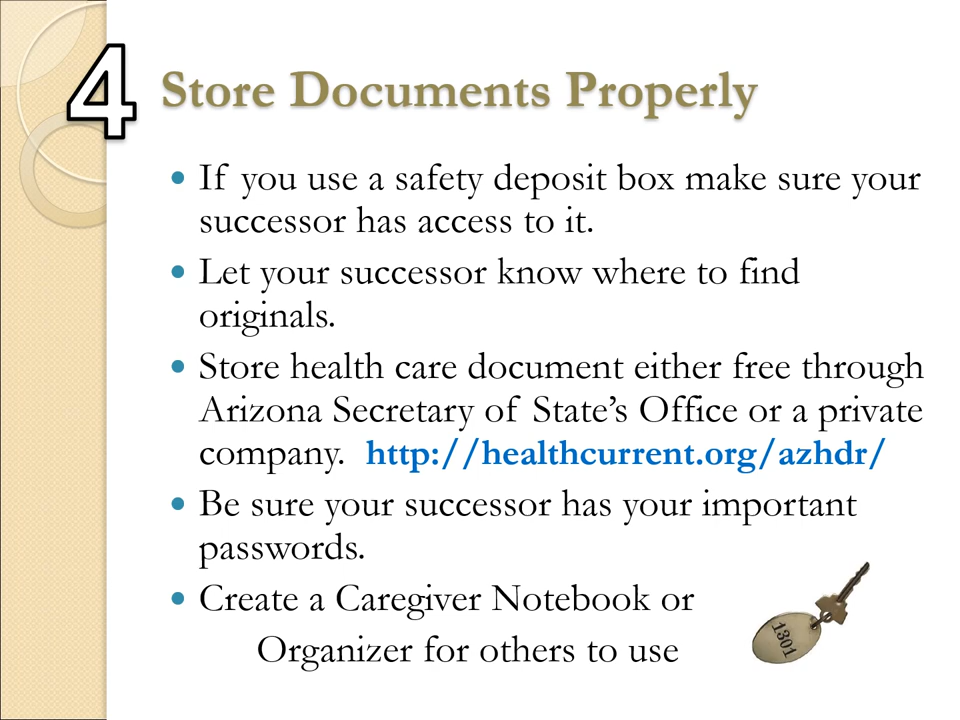 4
Store Documents Properly
• If you use a safety deposit box make sure your
successor has access to it.
• Let your successor know where to find
originals.
• Store health care document either free through
Arizona Secretary of State’s Office or a private
company. http://healthcurrent.org/azhdr/
• Be sure your successor has your important
passwords.
• Create a Caregiver Notebook or
Organizer for others to use
1301